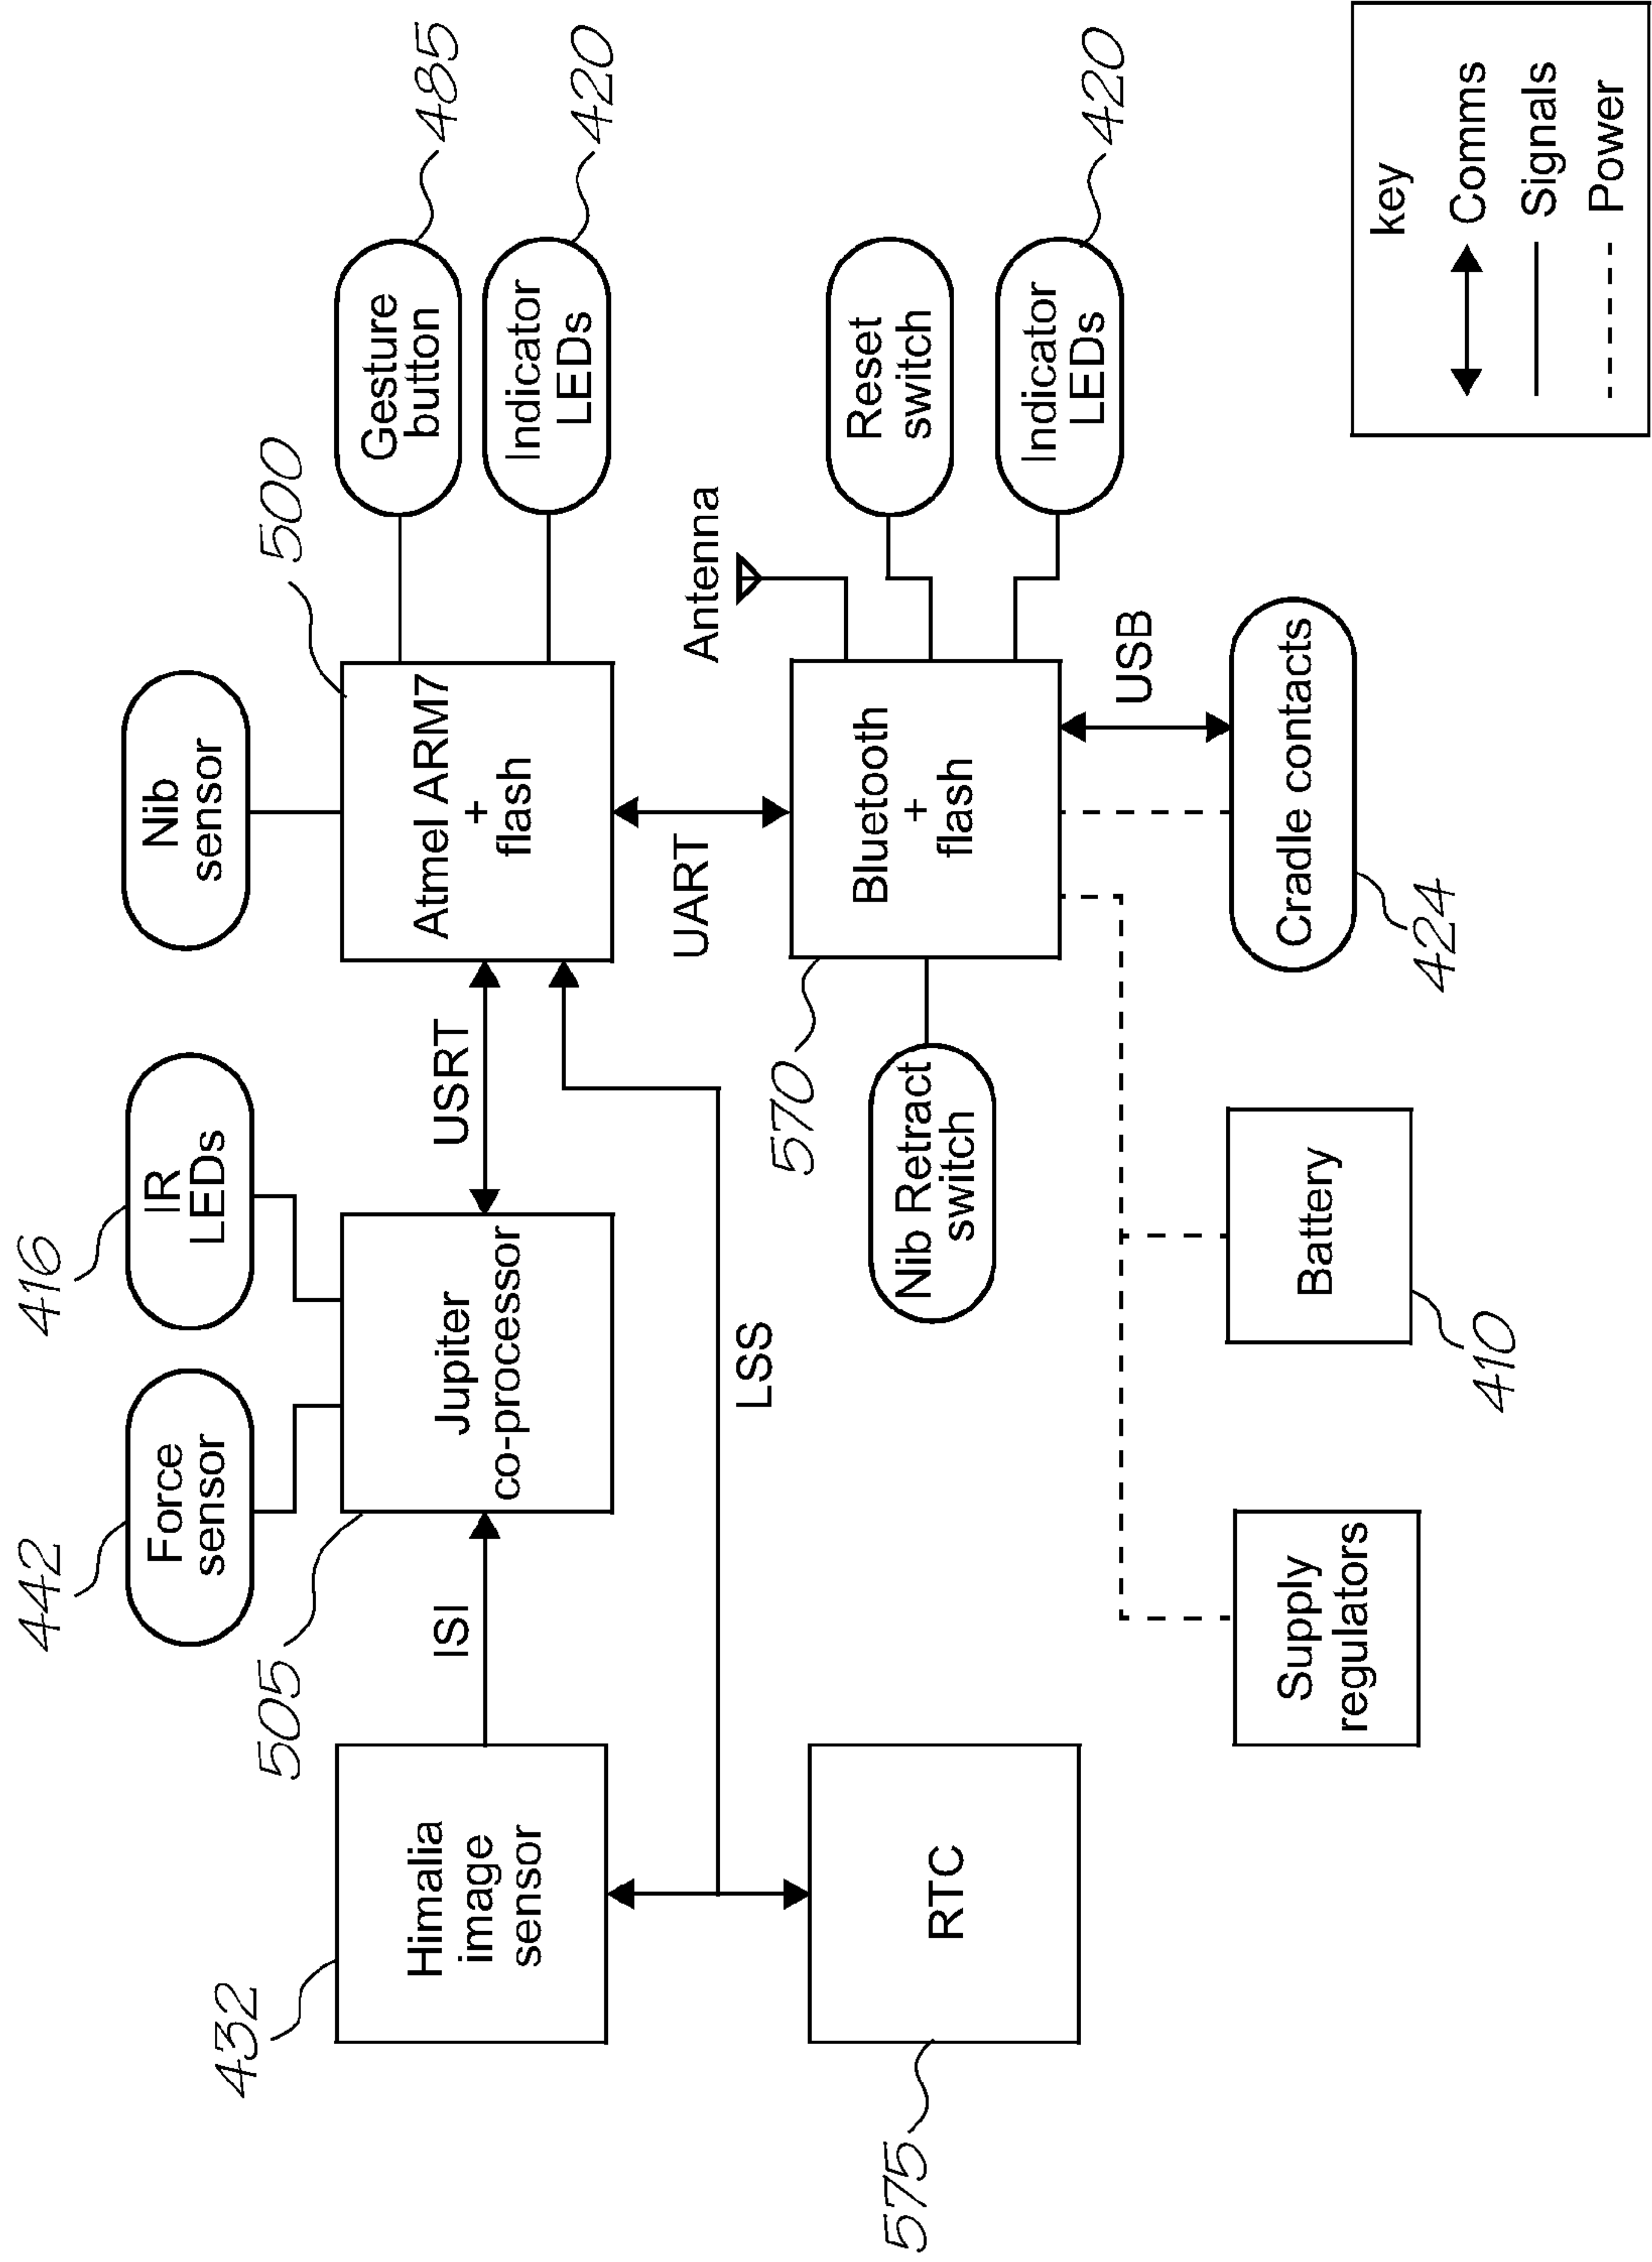 442
416
Force
sensor
IR
LEDs
Nib
sensor
432
505
500
Himalia
image
sensor
ISI
Jupiter
co-processor
USRT
Atmel ARM7
+
flash
Gesture
button
485
Indicator
LEDs
420
LSS
UART
Antenna
575
RTC
570
Nib Retract
switch
Bluetooth
+
flash
Reset
switch
Indicator
LEDs
420
USB
Supply
regulators
Battery
410
Cradle contacts
424
key
Comms
Signals
Power